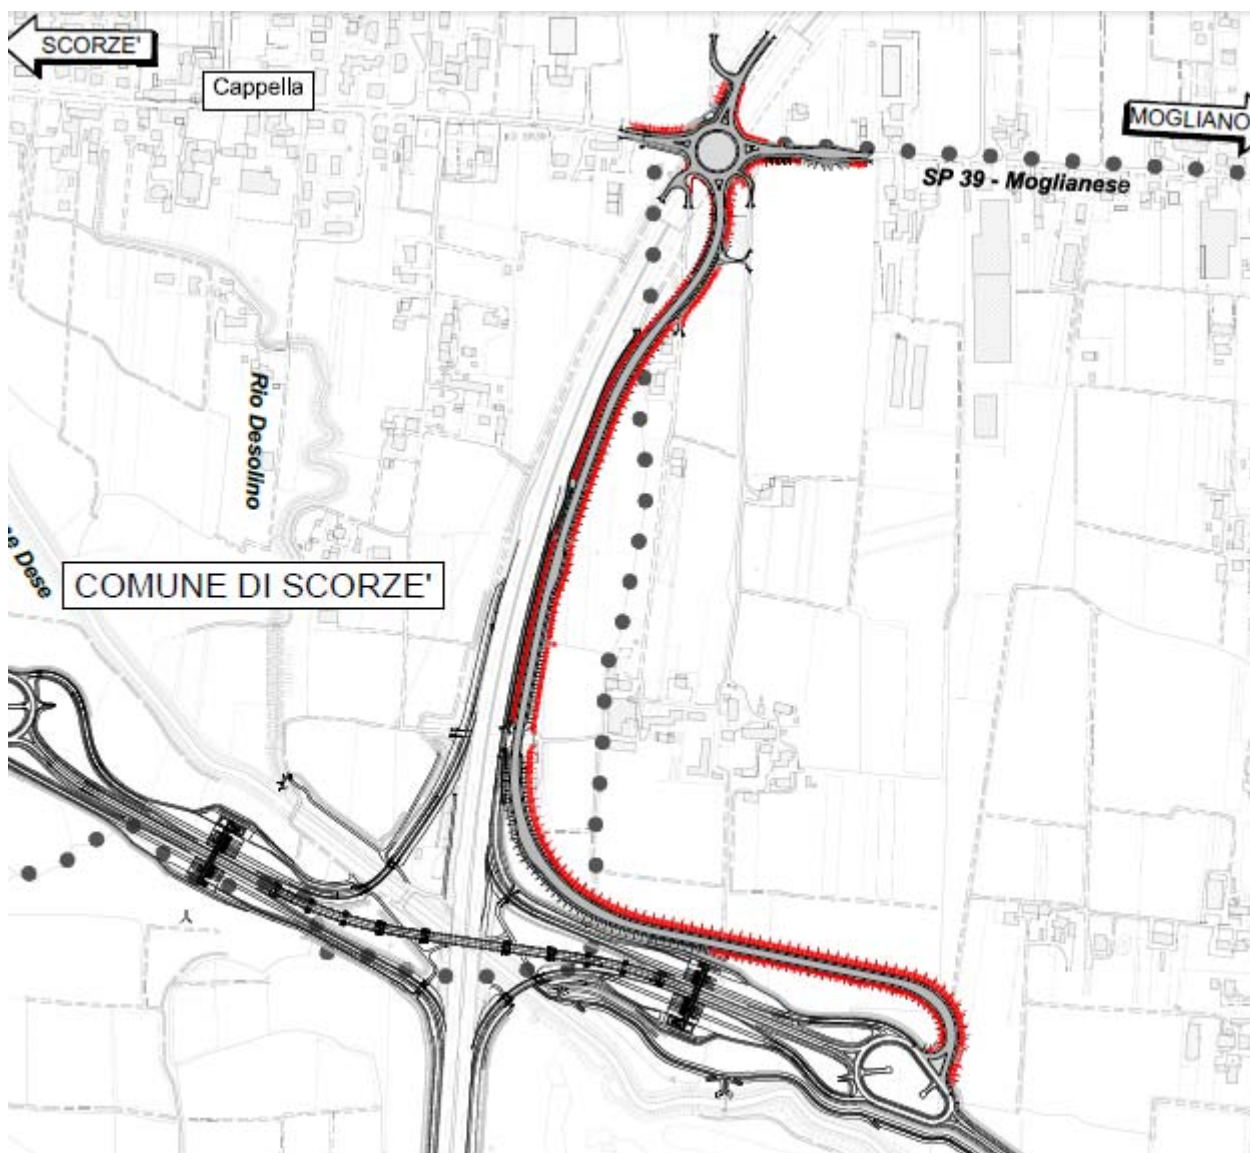 SCORZE'
Cappella
MOGLIANO
SP 39 - Moglianese
Rio Desolino
Dese
COMUNE DI SCORZE'